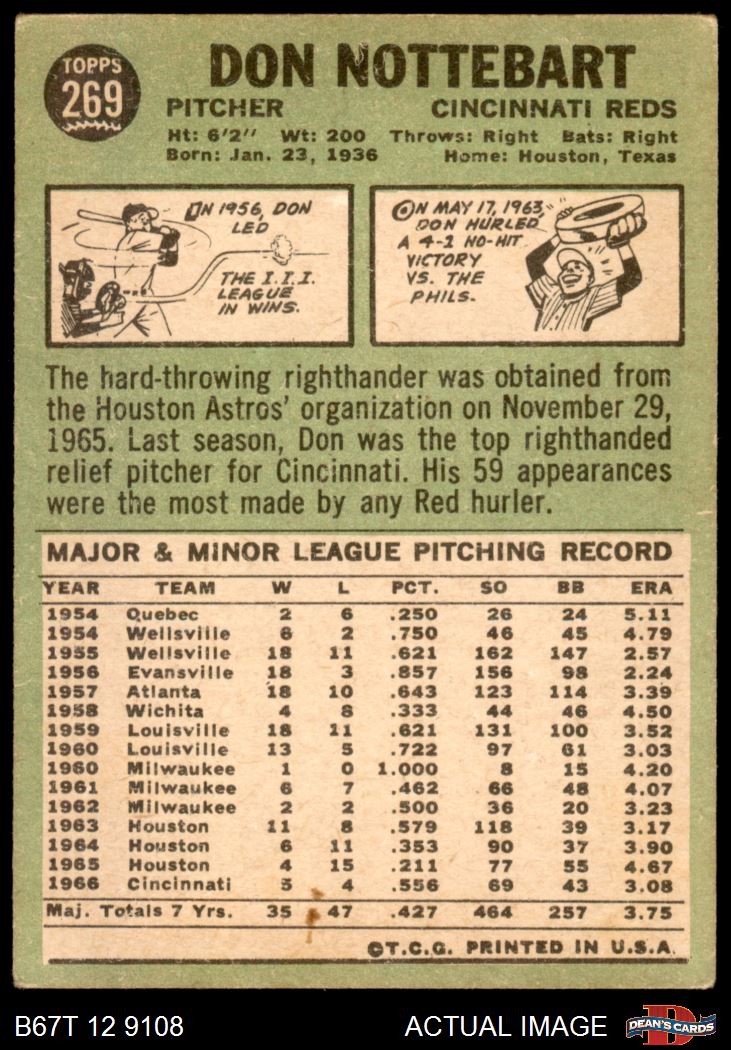 TOPPS
269
DON NOTTEBART
PITCHER CINCINNATI REDS
Ht: 6'2" Wt: 200 Throws: Right Bats: Right
Born: Jan. 23, 1936 Home: Houston, Texas
IN 1956, DON
LED
THE I.I.I.
LEAGUE
IN WINS.
ON MAY 17, 1963,
DON HURLED
A 4-1 NO-HIT
VICTORY
VS. THE
PHILS.
The hard-throwing righthander was obtained from
the Houston Astros' organization on November 29,
1965. Last season, Don was the top righthanded
relief pitcher for Cincinnati. His 59 appearances
were the most made by any Red hurler.
MAJOR & MINOR LEAGUE PITCHING RECORD
YEAR TEAM W L PCT. SO BB ERA
1954 Quebec 2 6 .250 26 24 5.11
1954 Wellsville 6 2 .750 46 45 4.79
1955 Wellsville 18 11 .621 162 147 2.57
1956 Evansville 18 3 .857 156 98 2.24
1957 Atlanta 18 10 .643 123 114 3.39
1958 Wichita 4 8 .333 44 46 4.50
1959 Louisville 18 11 .621 131 100 3.52
1960 Louisville 13 5 .722 97 61 3.03
1960 Milwaukee 1 0 1.000 8 15 4.20
1961 Milwaukee 6 7 .462 66 48 4.07
1962 Milwaukee 2 2 .500 36 20 3.23
1963 Houston 11 8 .579 118 39 3.17
1964 Houston 6 11 .353 90 37 3.90
1965 Houston 4 15 .211 77 55 4.67
1966 Cincinnati 5 4 .556 69 43 3.08
Maj. Totals 7 Yrs. 35 47 .427 464 257 3.75
©T.C.G. PRINTED IN U.S.A.
B67T 12 9108 ACTUAL IMAGE
D
DEAN'S CARDS